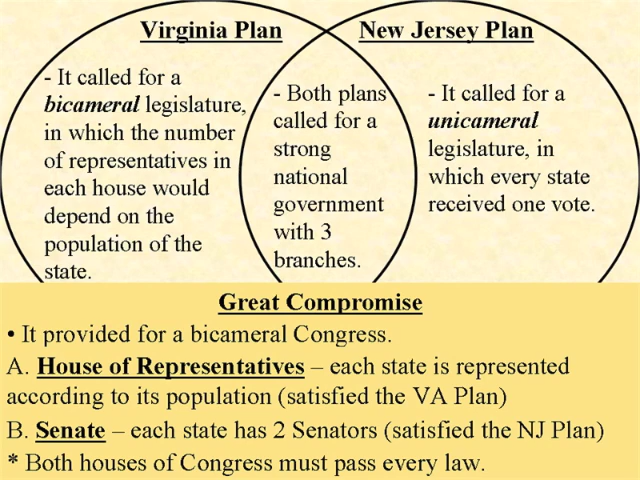 Virginia Plan
New Jersey Plan
- It called for a
bicameral legislature,
in which the number
of representatives in
each house would
depend on the
population of the
state.
- Both plans
called for a
strong
national
government
with 3
branches.
- It called for a
unicameral
legislature, in
which every state
received one vote.
Great Compromise
• It provided for a bicameral Congress.
A. House of Representatives – each state is represented
according to its population (satisfied the VA Plan)
B. Senate – each state has 2 Senators (satisfied the NJ Plan)
* Both houses of Congress must pass every law.